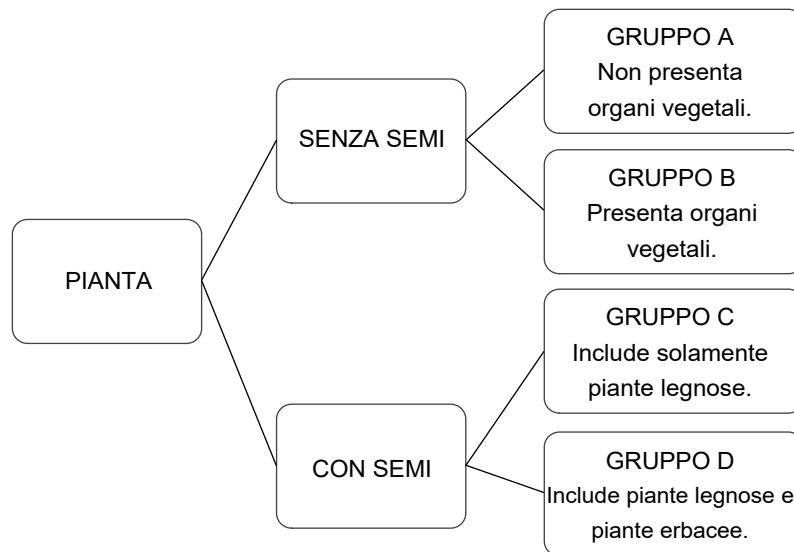 PIANTA
SENZA SEMI
CON SEMI
GRUPPO A
Non presenta
organi vegetali.
GRUPPO B
Presenta organi
vegetali.
GRUPPO C
Include solamente
piante legnose.
GRUPPO D
Include piante legnose e
piante erbacee.